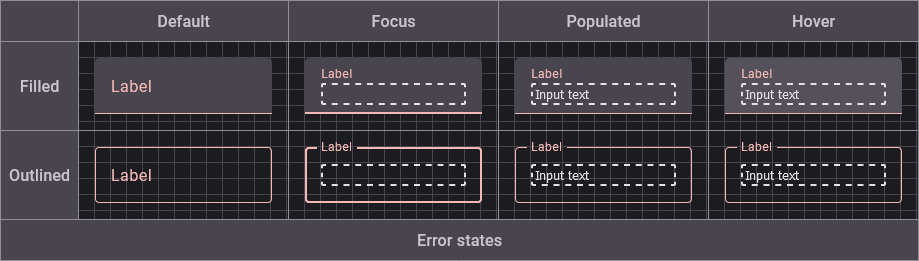 Default Focus Populated Hover
Filled Label Label Label Label
Input text Input text
Outlined Label Label Label Label
Input text Input text
Error states